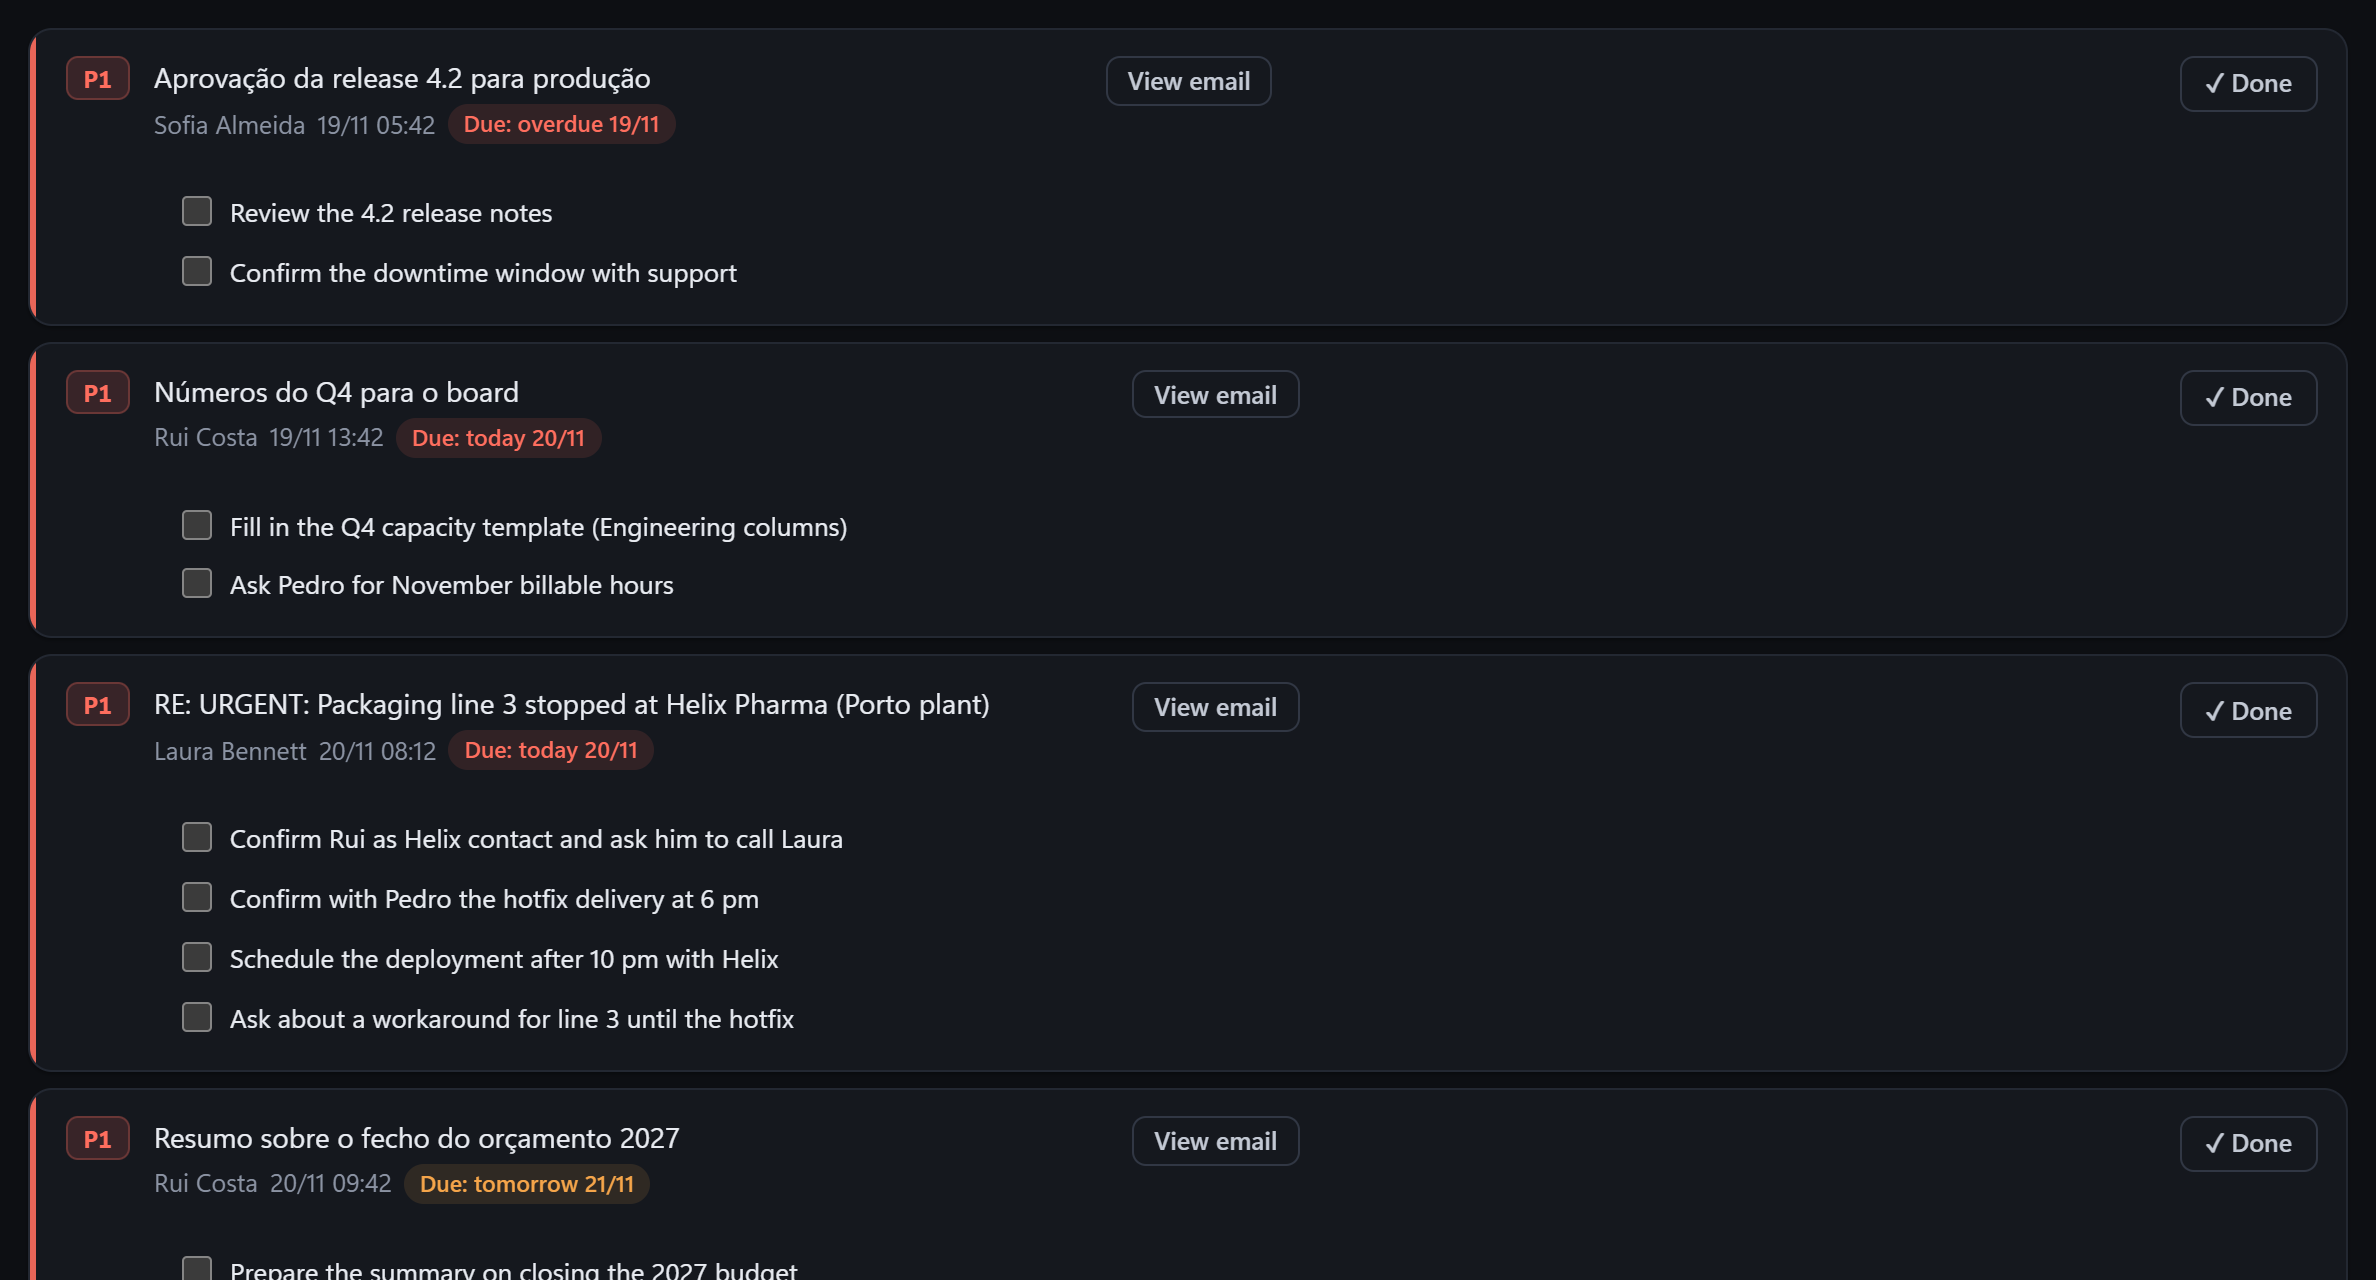 P1 Aprovação da release 4.2 para produção View email ✓ Done
Sofia Almeida 19/11 05:42 Due: overdue 19/11
Review the 4.2 release notes
Confirm the downtime window with support
P1 Números do Q4 para o board View email ✓ Done
Rui Costa 19/11 13:42 Due: today 20/11
Fill in the Q4 capacity template (Engineering columns)
Ask Pedro for November billable hours
P1 RE: URGENT: Packaging line 3 stopped at Helix Pharma (Porto plant) View email ✓ Done
Laura Bennett 20/11 08:12 Due: today 20/11
Confirm Rui as Helix contact and ask him to call Laura
Confirm with Pedro the hotfix delivery at 6 pm
Schedule the deployment after 10 pm with Helix
Ask about a workaround for line 3 until the hotfix
P1 Resumo sobre o fecho do orçamento 2027 View email ✓ Done
Rui Costa 20/11 09:42 Due: tomorrow 21/11
Prepare the summary on closing the 2027 budget